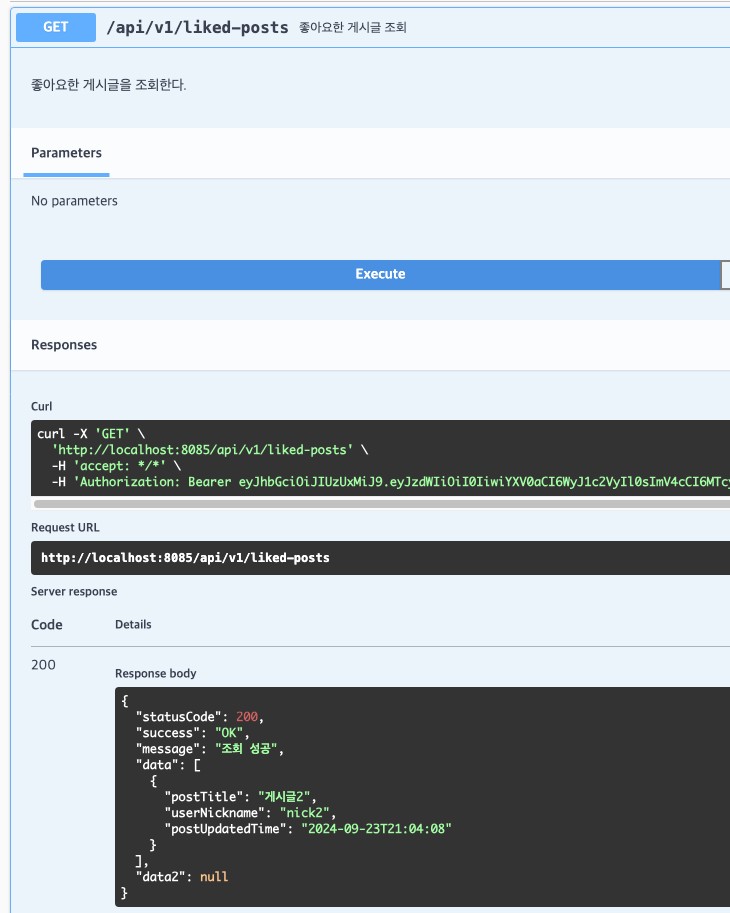 GET /api/v1/liked-posts 좋아요한 게시글 조회
좋아요한 게시글을 조회한다.
Parameters
No parameters
Execute
Responses
Curl
curl -X 'GET' \
'http://localhost:8085/api/v1/liked-posts' \
-H 'accept: */*' \
-H 'Authorization: Bearer eyJhbGciOiJIUzUxMiJ9.eyJzdWIiOiI0IiwiYXV0aCI6WyJ1c2VyIl0sImV4cCI6MTcy
Request URL
http://localhost:8085/api/v1/liked-posts
Server response
Code Details
200
Response body
{
"statusCode": 200,
"success": "OK",
"message": "조회 성공",
"data": [
{
"postTitle": "게시글2",
"userNickname": "nick2",
"postUpdatedTime": "2024-09-23T21:04:08"
}
],
"data2": null
}